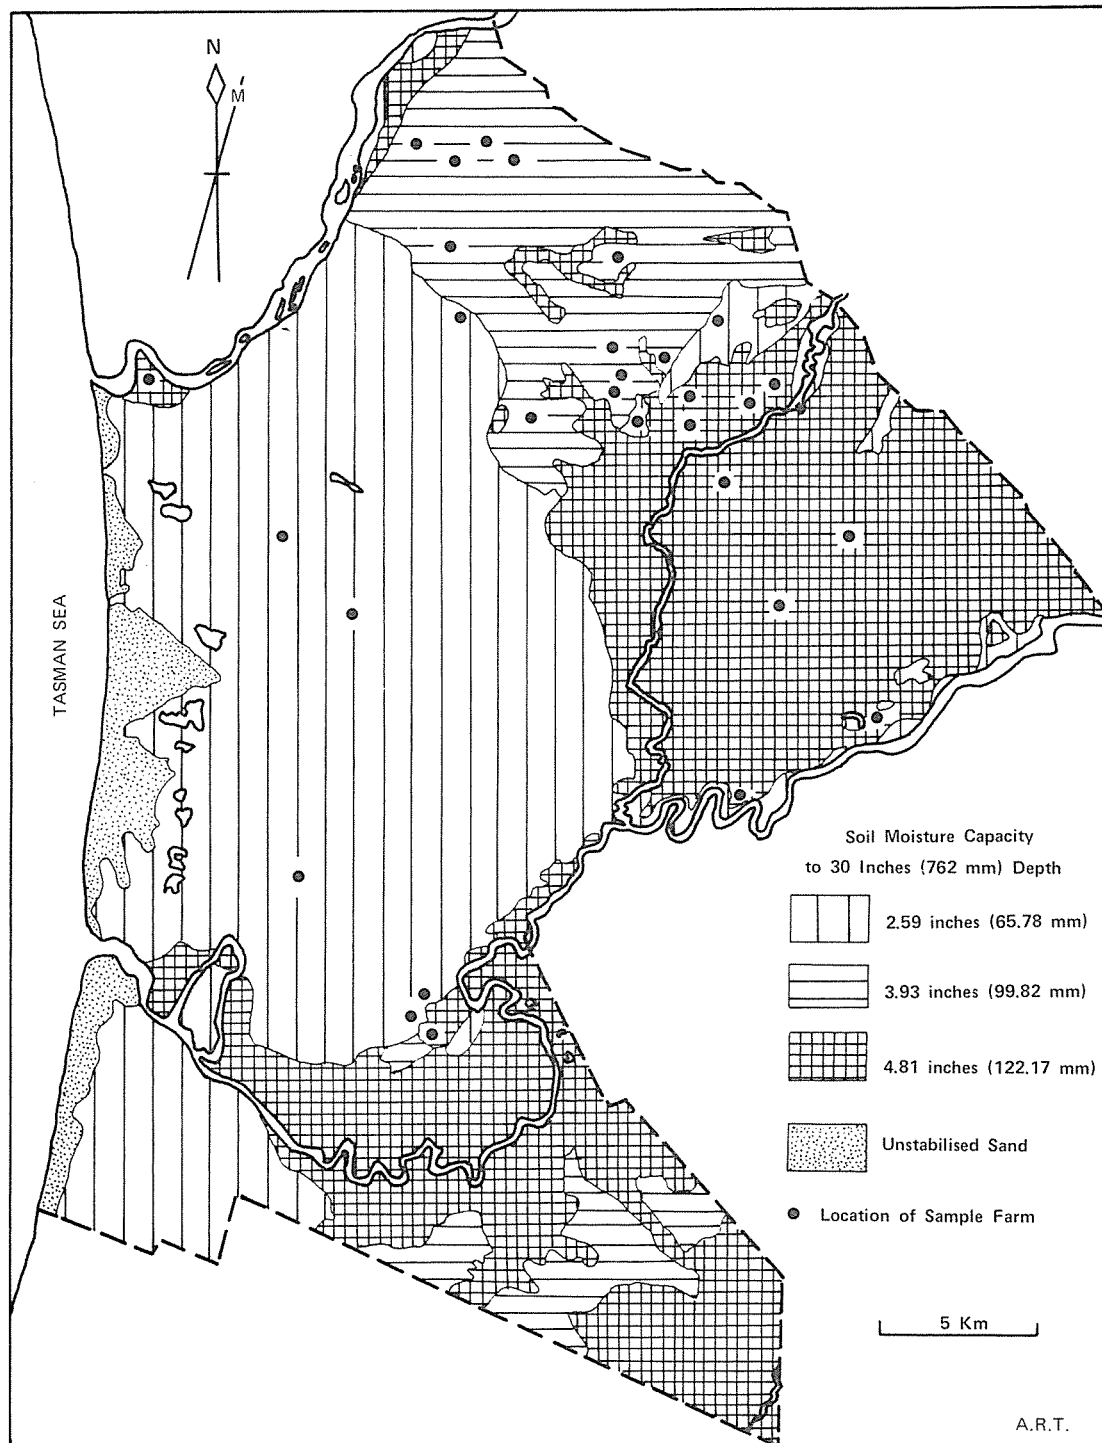 N
M
TASMAN SEA
Soil Moisture Capacity
to 30 Inches (762 mm) Depth
2.59 inches (65.78 mm)
3.93 inches (99.82 mm)
4.81 inches (122.17 mm)
Unstabilised Sand
Location of Sample Farm
5 Km
A.R.T.